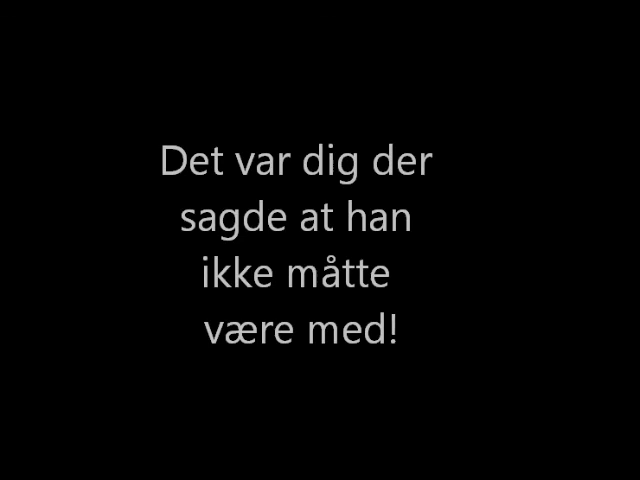 Det var dig der
sagde at han
ikke måtte
være med!